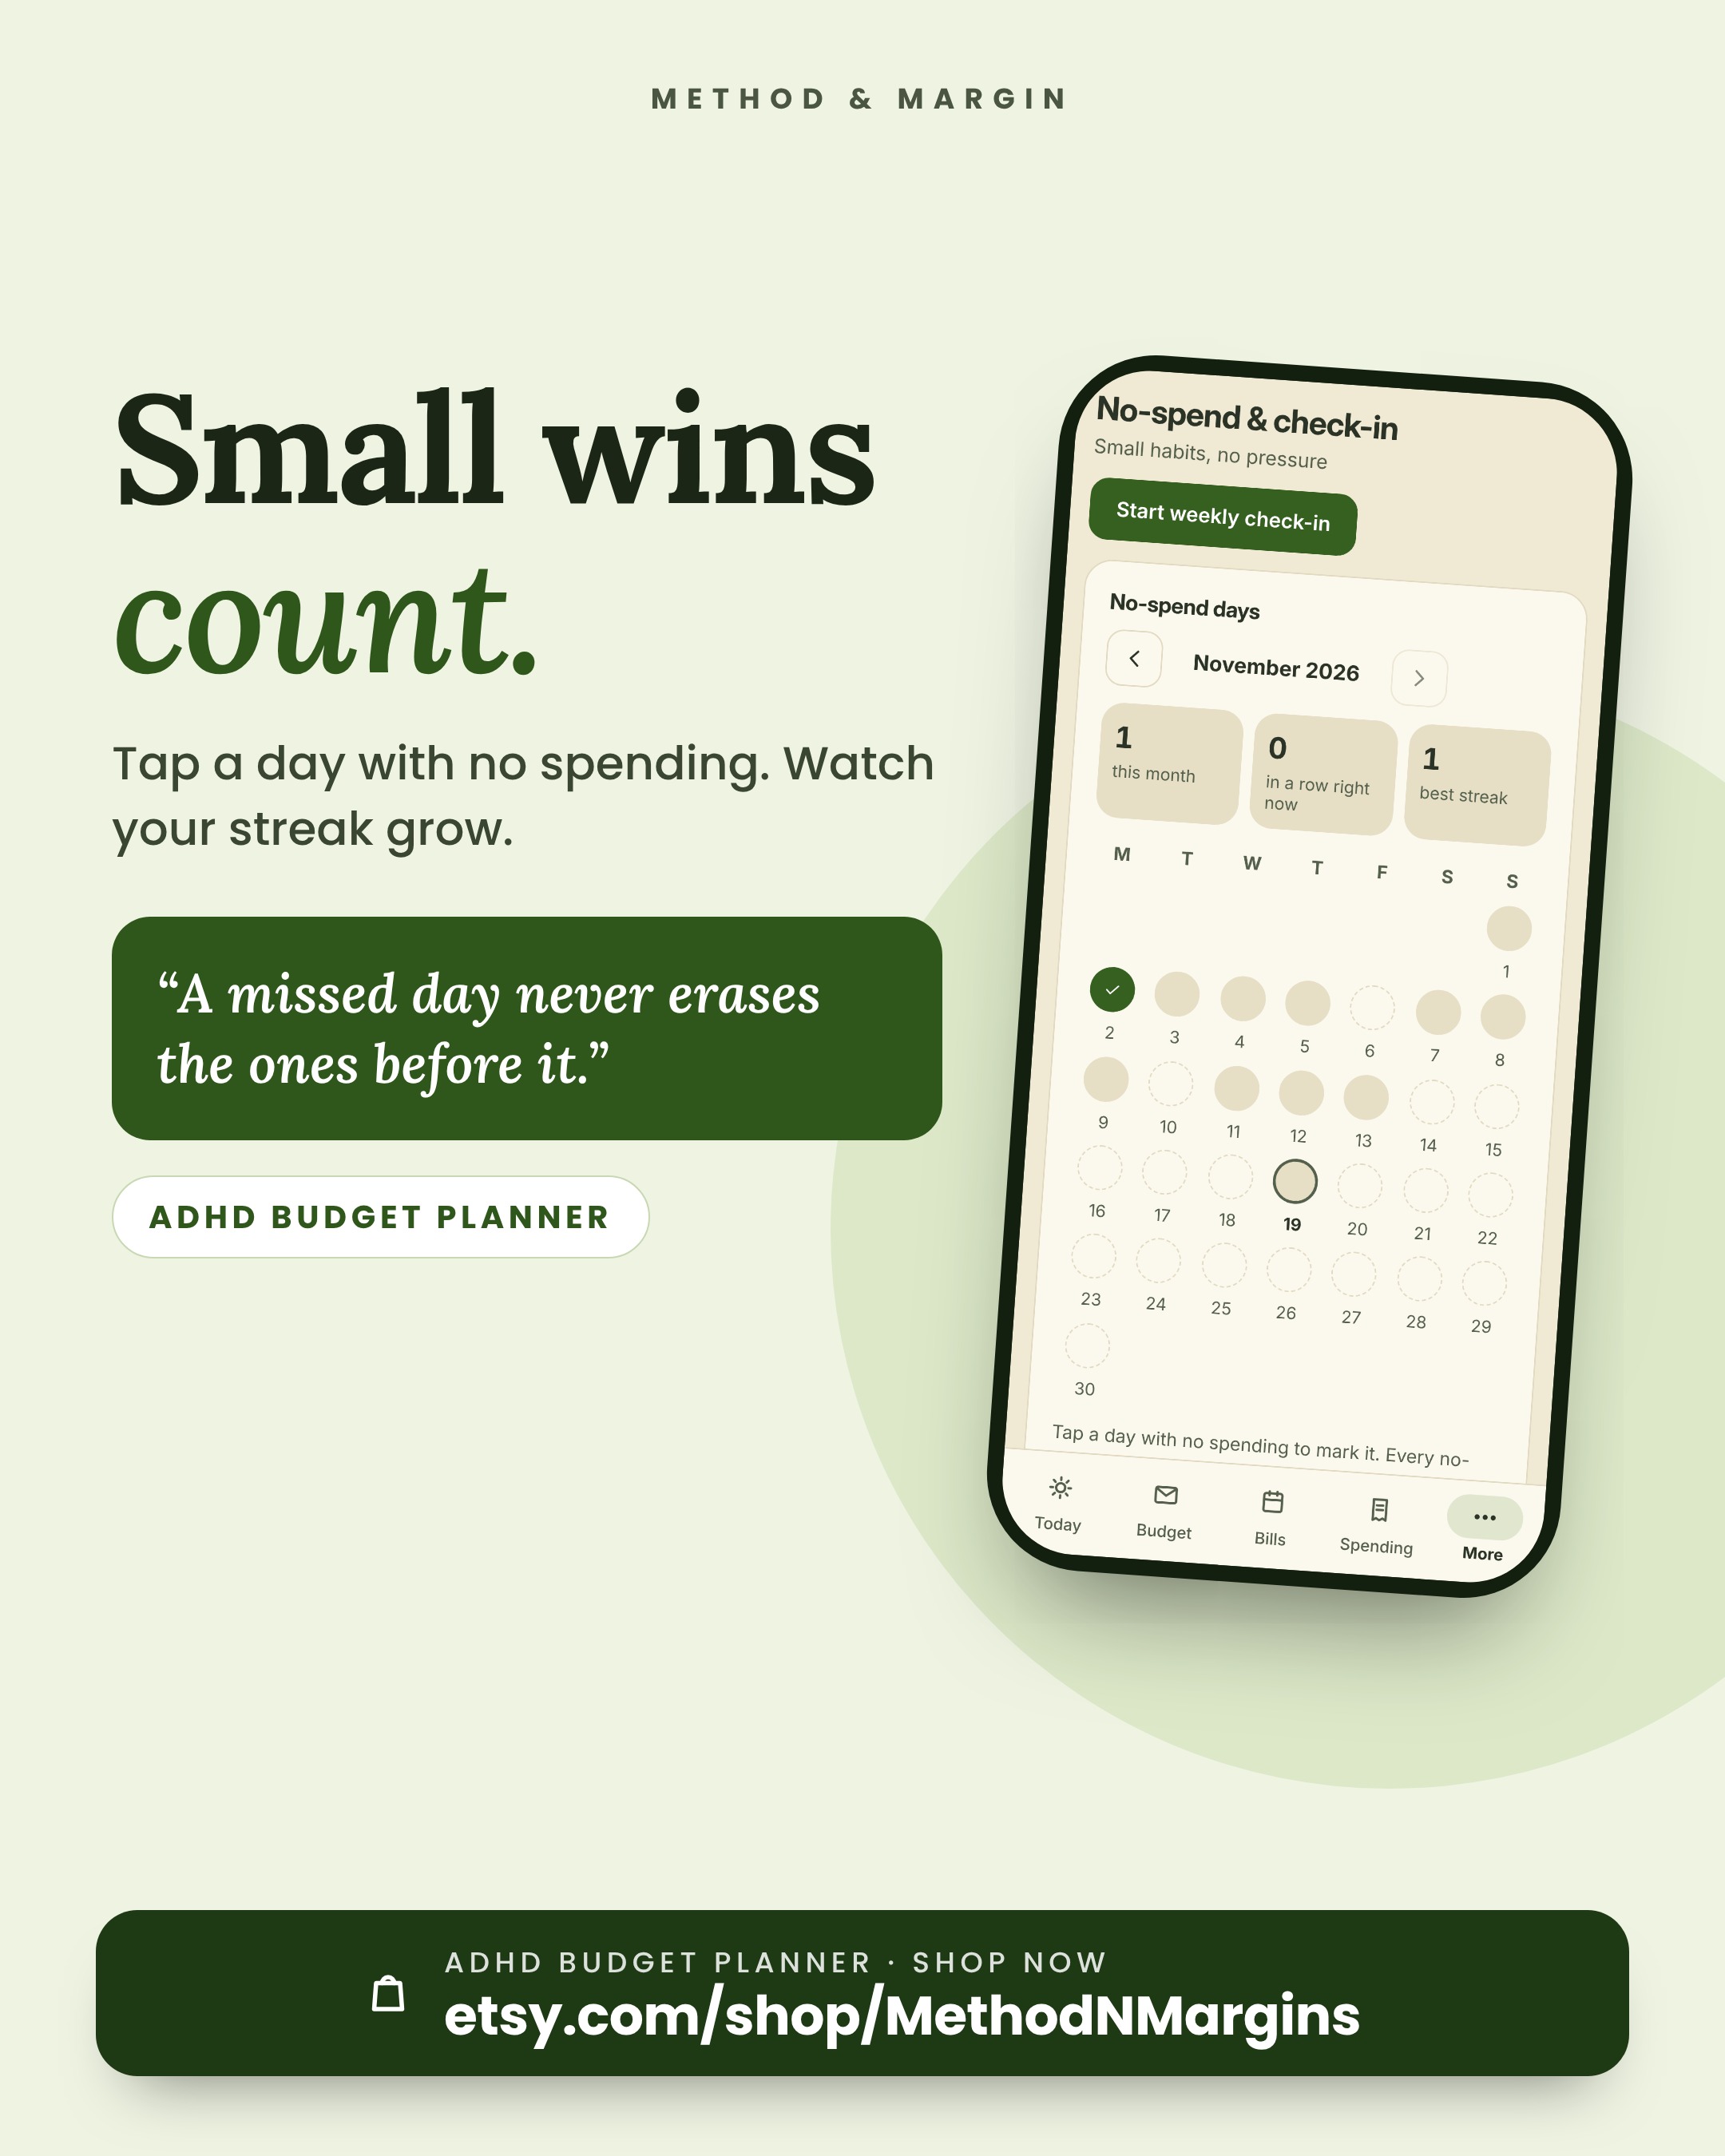 METHOD & MARGIN
Small wins
count.
Tap a day with no spending. Watch
your streak grow.
“A missed day never erases
the ones before it.”
ADHD BUDGET PLANNER
No-spend & check-in
Small habits, no pressure
Start weekly check-in
No-spend days
November 2026
1
this month
0
in a row right
now
1
best streak
M T W T F S S
1
2 3 4 5 6 7 8
9 10 11 12 13 14 15
16 17 18 19 20 21 22
23 24 25 26 27 28 29
30
Tap a day with no spending to mark it. Every no-
Today Budget Bills Spending More
ADHD BUDGET PLANNER · SHOP NOW
etsy.com/shop/MethodNMargins